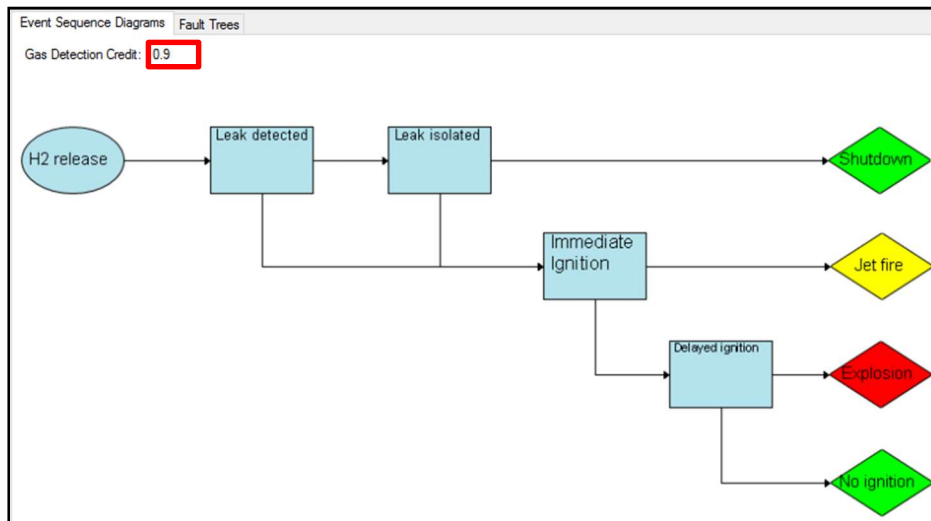 Event Sequence Diagrams
Fault Trees
Gas Detection Credit: 0.9
H2 release
Leak detected
Leak isolated
Shutdown
Immediate
Ignition
Jet fire
Delayed ignition
Explosion
No ignition